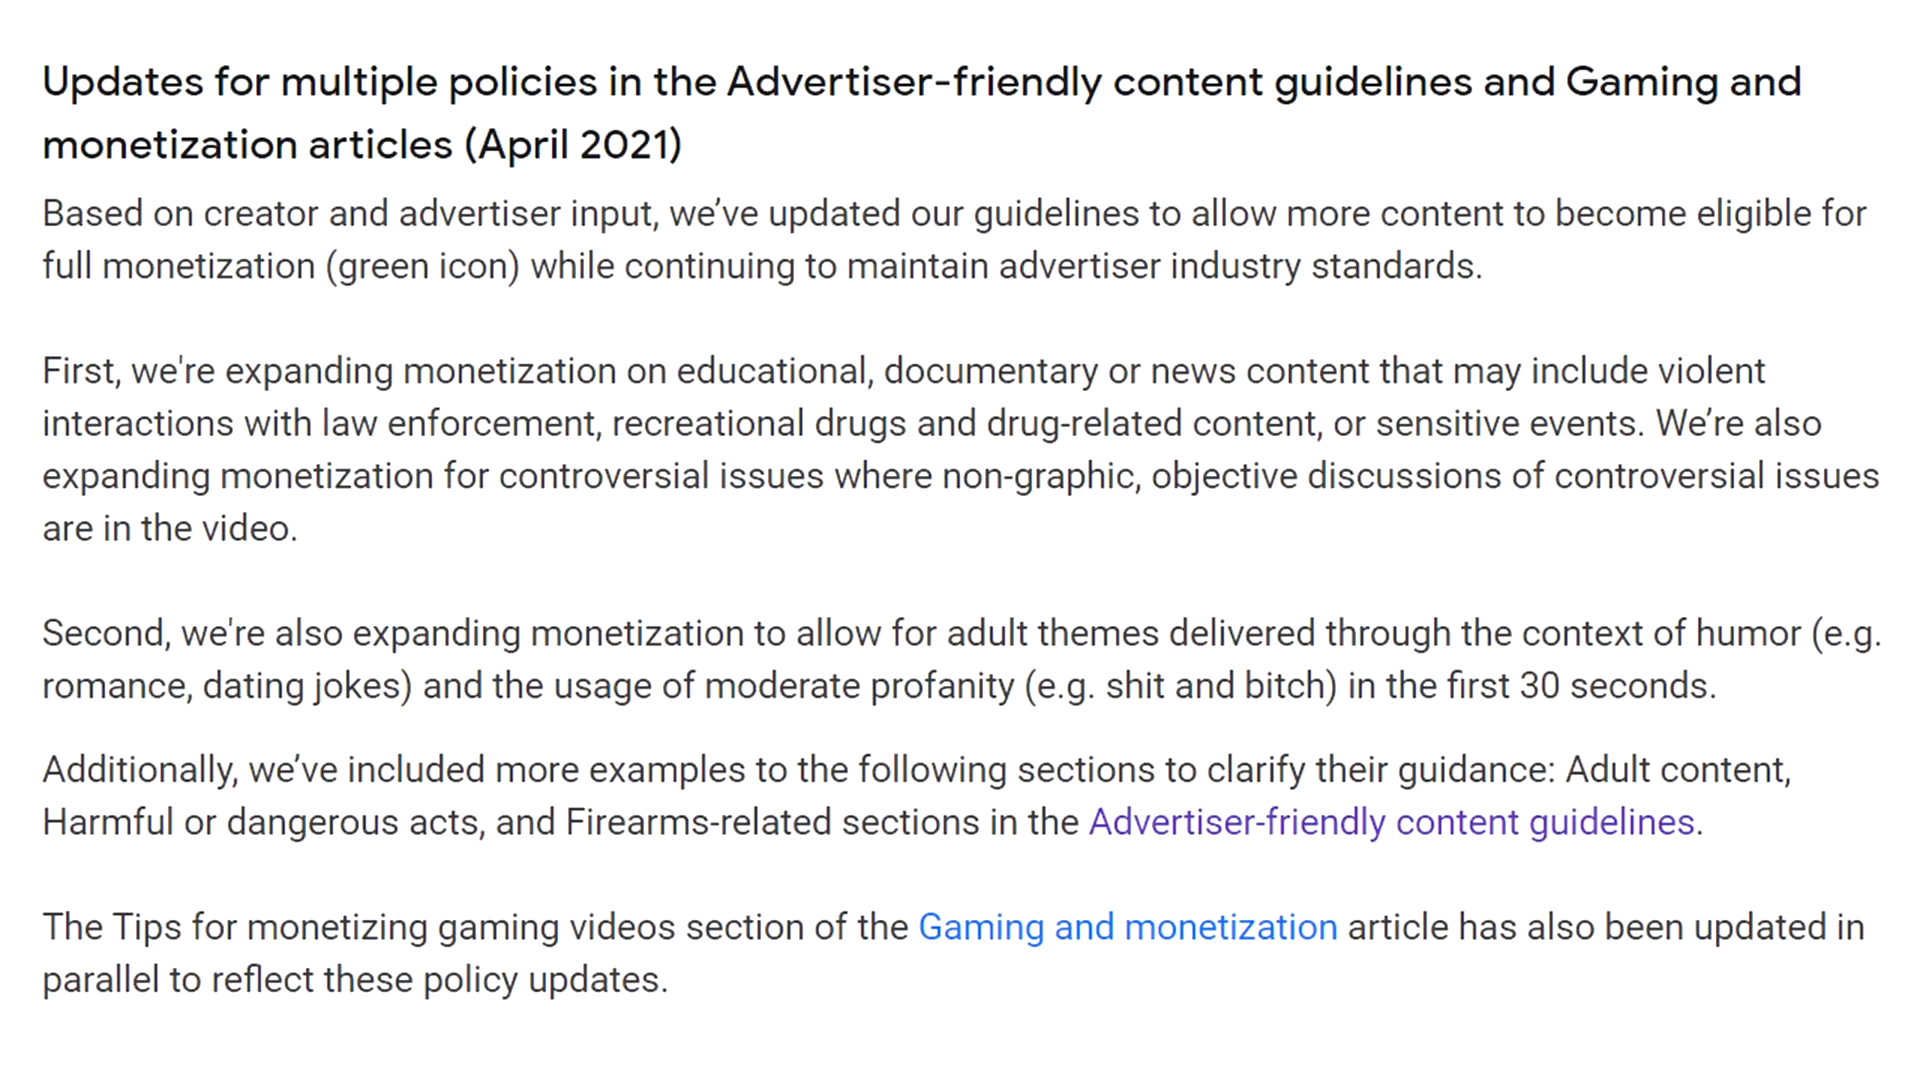 Updates for multiple policies in the Advertiser-friendly content guidelines and Gaming and
monetization articles (April 2021)
Based on creator and advertiser input, we’ve updated our guidelines to allow more content to become eligible for
full monetization (green icon) while continuing to maintain advertiser industry standards.
First, we're expanding monetization on educational, documentary or news content that may include violent
interactions with law enforcement, recreational drugs and drug-related content, or sensitive events. We’re also
expanding monetization for controversial issues where non-graphic, objective discussions of controversial issues
are in the video.
Second, we're also expanding monetization to allow for adult themes delivered through the context of humor (e.g.
romance, dating jokes) and the usage of moderate profanity (e.g. shit and bitch) in the first 30 seconds.
Additionally, we’ve included more examples to the following sections to clarify their guidance: Adult content,
Harmful or dangerous acts, and Firearms-related sections in the Advertiser-friendly content guidelines.
The Tips for monetizing gaming videos section of the Gaming and monetization article has also been updated in
parallel to reflect these policy updates.